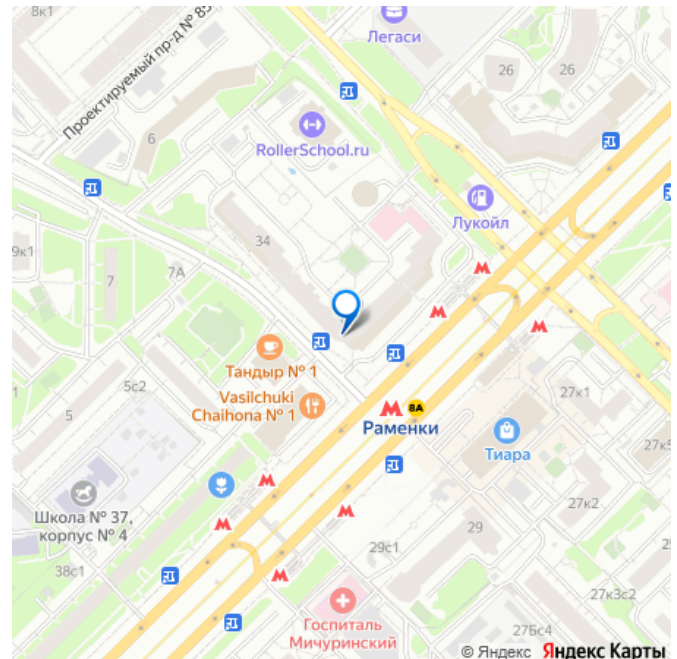 8к1
Легаси
Проектируемый пр-д № 85
26
26
6
RollerSchool.ru
Лукойл
34
9к1
7А
7
Тандыр № 1
Vasilchuki
Chaihona № 1
5с2
5
8А
Раменки
27к1
Тиара
27к5
27к2
Школа № 37,
корпус № 4
29
29с1
38с1
27к3с2
Госпиталь
Мичуринский
27Бс4
© Яндекс Яндекс Карты